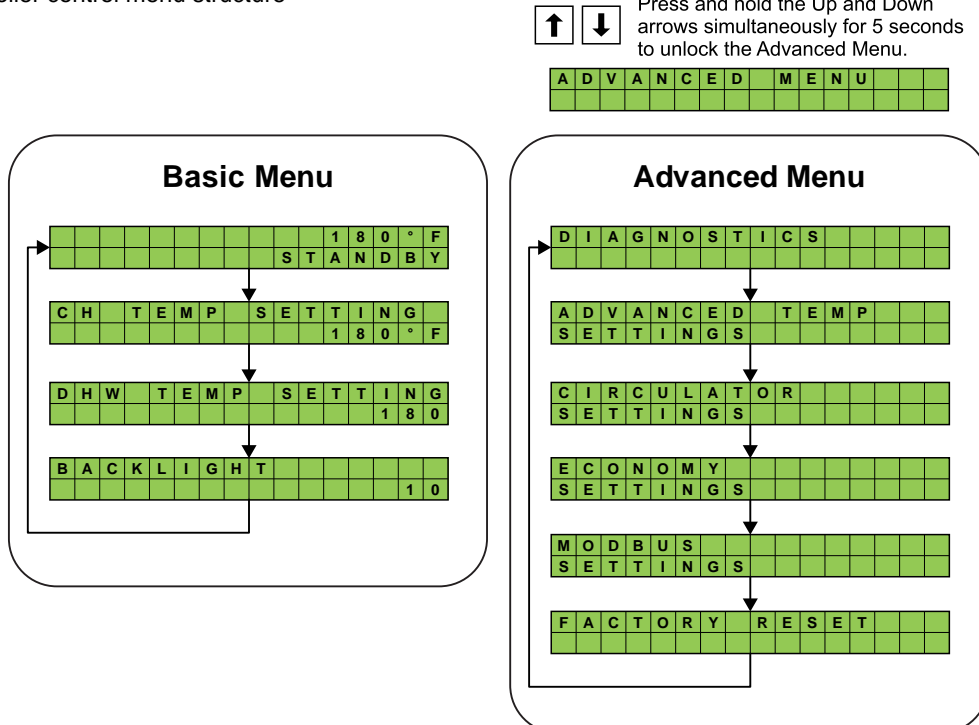 control menu structure
Press and hold the Up and Down
arrows simultaneously for 5 seconds
to unlock the Advanced Menu.
ADVANCED MENU
Basic Menu
180°F
STANDBY
CH TEMP SETTING
180°F
DHW TEMP SETTING
180
BACKLIGHT
10
Advanced Menu
DIAGNOSTICS
ADVANCED TEMP
SETTINGS
CIRCULATOR
SETTINGS
ECONOMY
SETTINGS
MODBUS
SETTINGS
FACTORY RESET